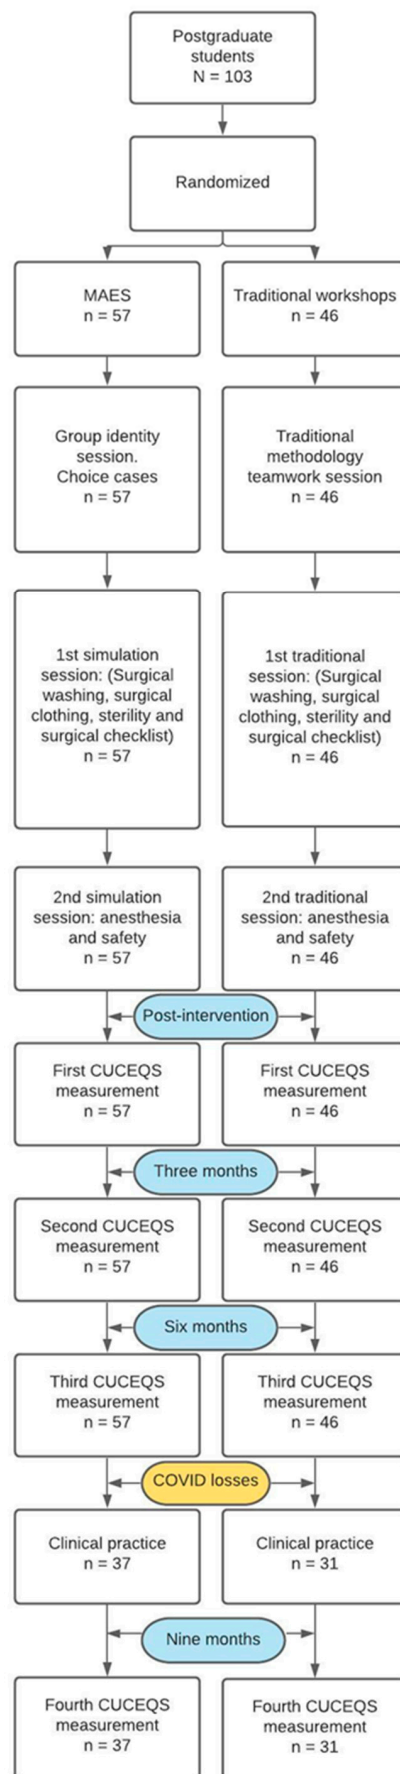 Postgraduate
students
N = 103
Randomized
MAES
n = 57
Traditional workshops
n = 46
Group identity
session.
Choice cases
n = 57
Traditional
methodology
teamwork session
n = 46
1st simulation
session: (Surgical
washing, surgical
clothing, sterility and
surgical checklist)
n = 57
1st traditional
session: (Surgical
washing, surgical
clothing, sterility and
surgical checklist)
n = 46
2nd simulation
session: anesthesia
and safety
n = 57
2nd traditional
session: anesthesia
and safety
n = 46
Post-intervention
First CUCEQS
measurement
n = 57
First CUCEQS
measurement
n = 46
Three months
Second CUCEQS
measurement
n = 57
Second CUCEQS
measurement
n = 46
Six months
Third CUCEQS
measurement
n = 57
Third CUCEQS
measurement
n = 46
COVID losses
Clinical practice
n = 37
Clinical practice
n = 31
Nine months
Fourth CUCEQS
measurement
n = 37
Fourth CUCEQS
measurement
n = 31